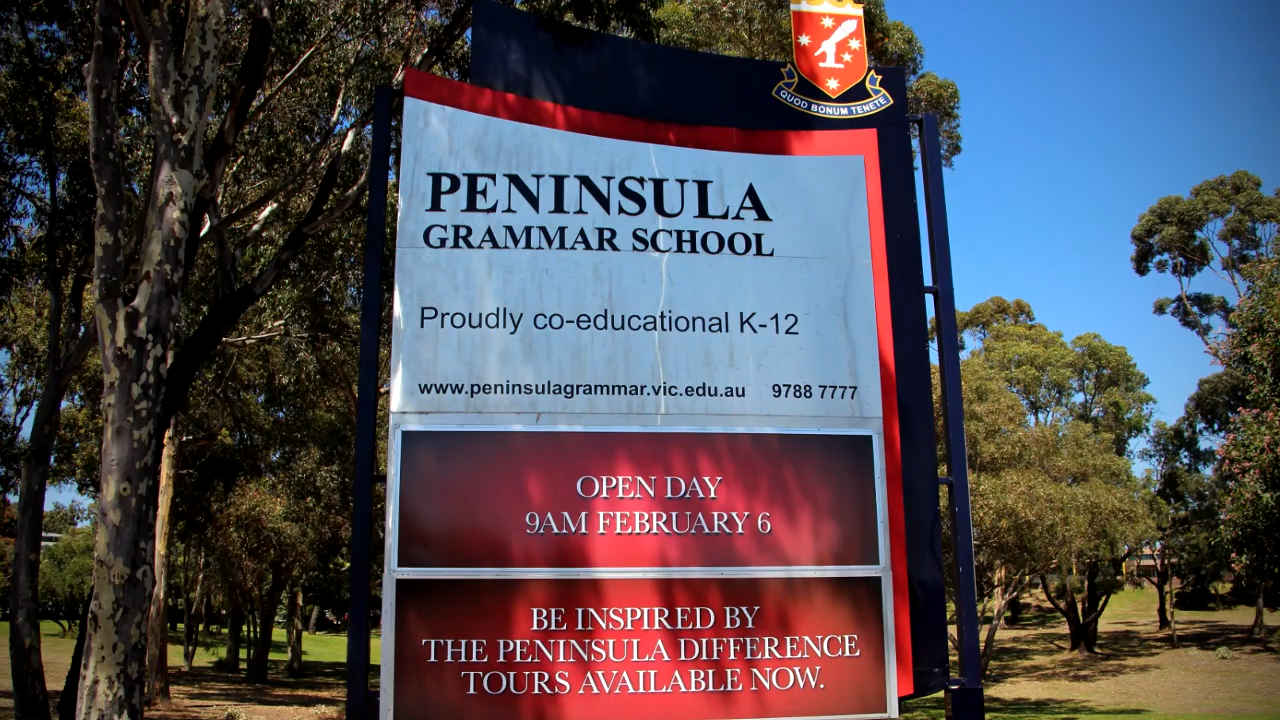 QUOD BONUM TENETE
PENINSULA
GRAMMAR SCHOOL
Proudly co-educational K-12
www.peninsulagrammar.vic.edu.au 9788 7777
OPEN DAY
9AM FEBRUARY 6
BE INSPIRED BY
THE PENINSULA DIFFERENCE
TOURS AVAILABLE NOW.